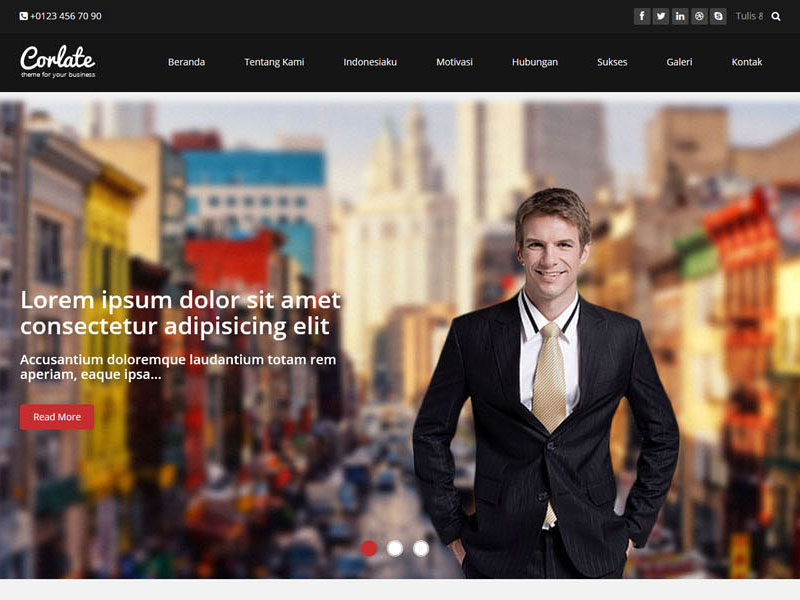 +0123 456 70 90
Tulis &
Corlate
theme for your business
Beranda
Tentang Kami
Indonesiaku
Motivasi
Hubungan
Sukses
Galeri
Kontak
Lorem ipsum dolor sit amet
consectetur adipisicing elit
Accusantium doloremque laudantium totam rem
aperiam, eaque ipsa...
Read More